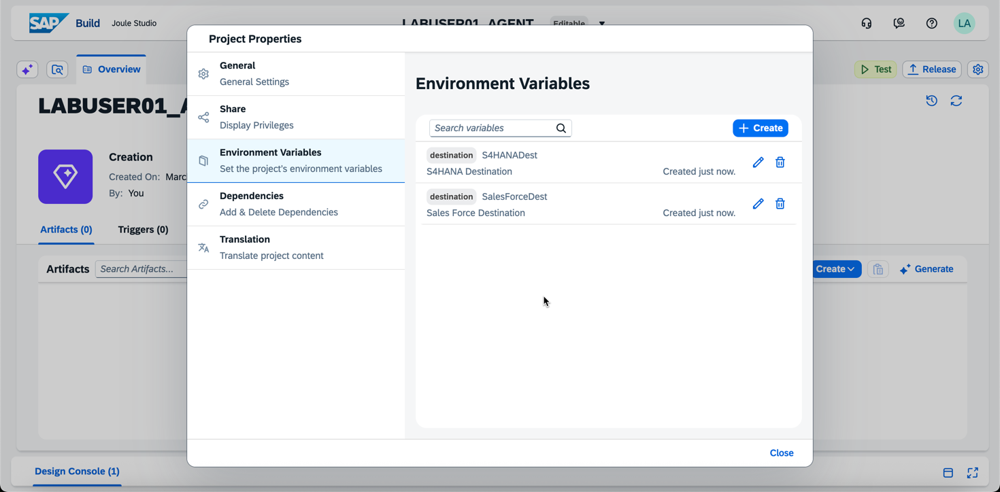 SAP Build Joule Studio
LABUSER01_AGENT Editable
LA
Overview
Test Release
LABUSER01_A
Creation
Created On: Marc
By: You
Artifacts (0) Triggers (0)
Artifacts Search Artifacts...
Create Generate
Design Console (1)
Project Properties
General
General Settings
Share
Display Privileges
Environment Variables
Set the project's environment variables
Dependencies
Add & Delete Dependencies
Translation
Translate project content
Environment Variables
Search variables Create
destination S4HANADest
S4HANA Destination Created just now.
destination SalesForceDest
Sales Force Destination Created just now.
Close